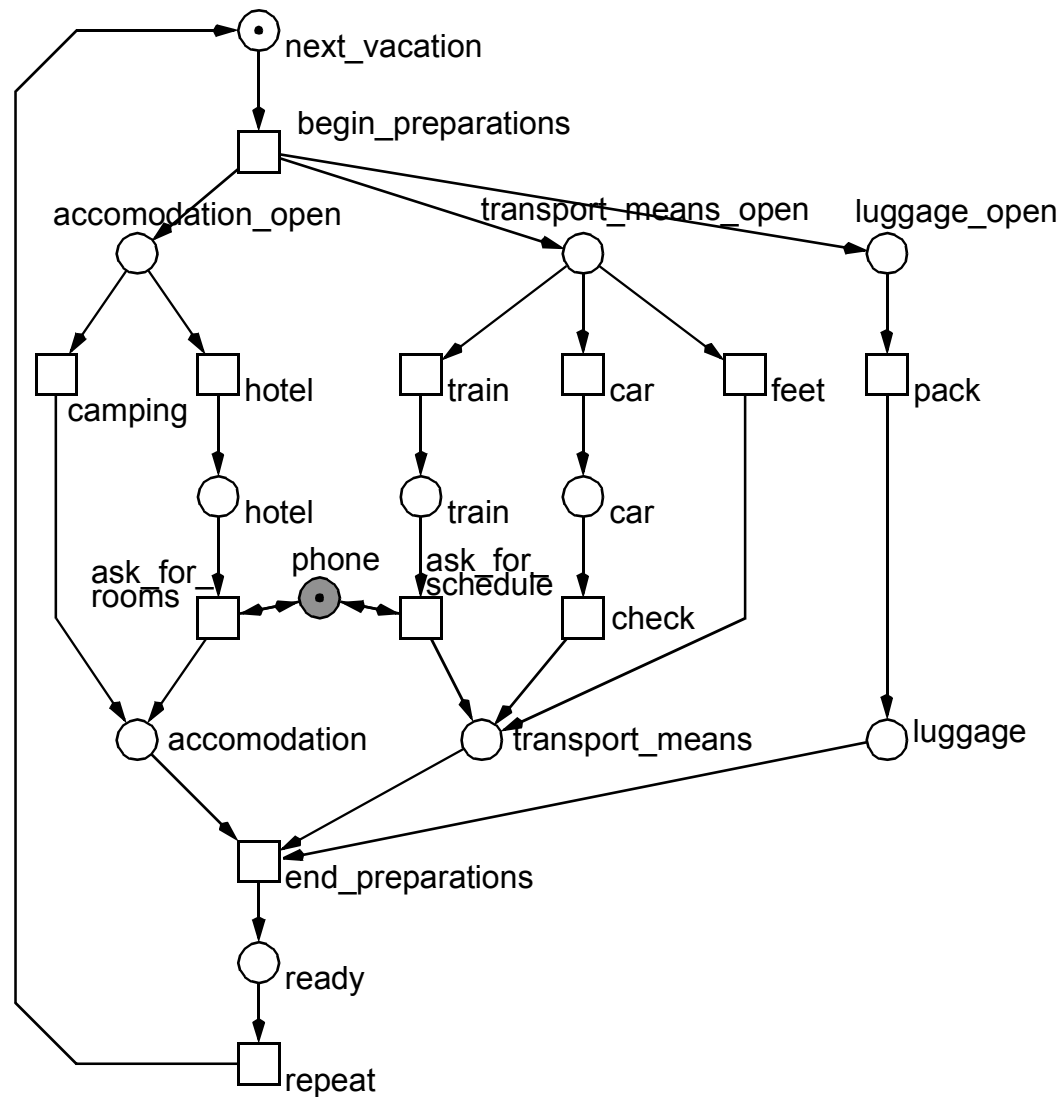 next_vacation
begin_preparations
accomodation_open
transport_means_open
luggage_open
camping
hotel
train
car
feet
pack
hotel
train
car
phone
ask_for_
rooms
ask_for_
schedule
check
accomodation
transport_means
luggage
end_preparations
ready
repeat